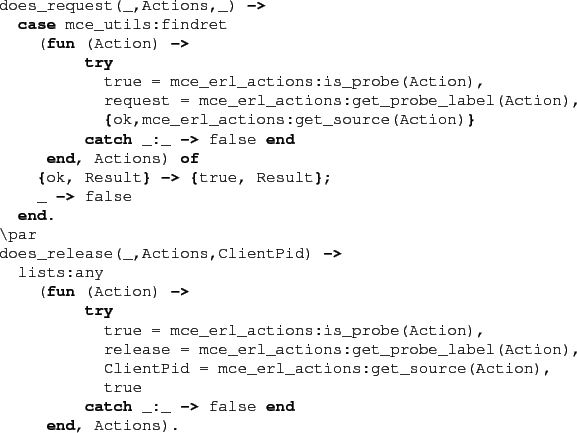 does_request(_,Actions,_) ->
  case mce_utils:findret
    (fun (Action) ->
         try
           true = mce_erl_actions:is_probe(Action),
           request = mce_erl_actions:get_probe_label(Action),
           {ok,mce_erl_actions:get_source(Action)}
         catch _:_ -> false end
     end, Actions) of
    {ok, Result} -> {true, Result};
    _ -> false
  end.
\par
does_release(_,Actions,ClientPid) ->
  lists:any
    (fun (Action) ->
         try
           true = mce_erl_actions:is_probe(Action),
           release = mce_erl_actions:get_probe_label(Action),
           ClientPid = mce_erl_actions:get_source(Action),
           true
         catch _:_ -> false end
     end, Actions).